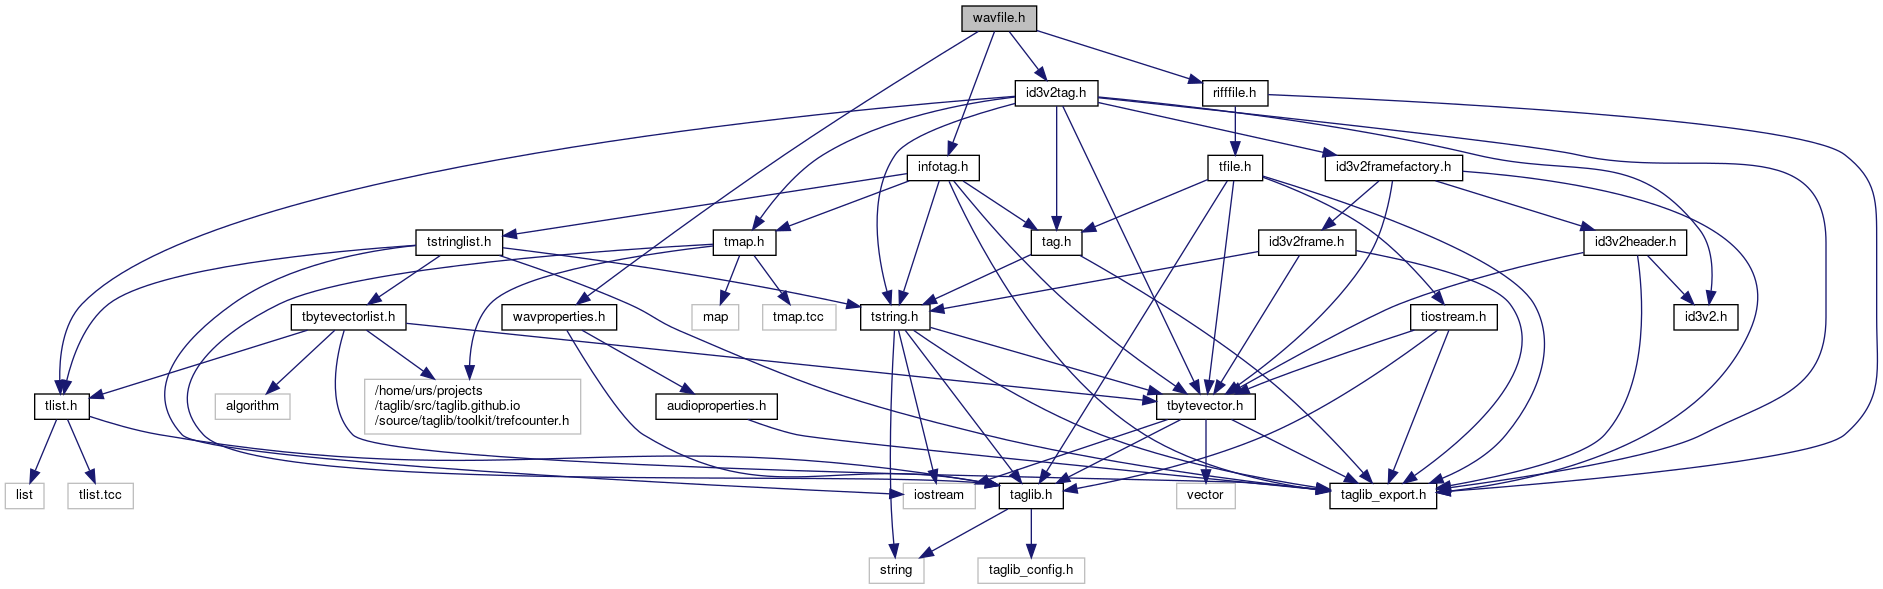 wavfile.h
id3v2tag.h
rifffile.h
infotag.h
tfile.h
id3v2framefactory.h
tstringlist.h
tmap.h
tag.h
id3v2frame.h
id3v2header.h
tbytevectorlist.h
wavproperties.h
map
tmap.tcc
tstring.h
tiostream.h
id3v2.h
tlist.h
algorithm
/home/urs/projects
/taglib/src/taglib.github.io
/source/taglib/toolkit/trefcounter.h
audioproperties.h
tbytevector.h
list
tlist.tcc
iostream
taglib.h
vector
taglib_export.h
string
taglib_config.h